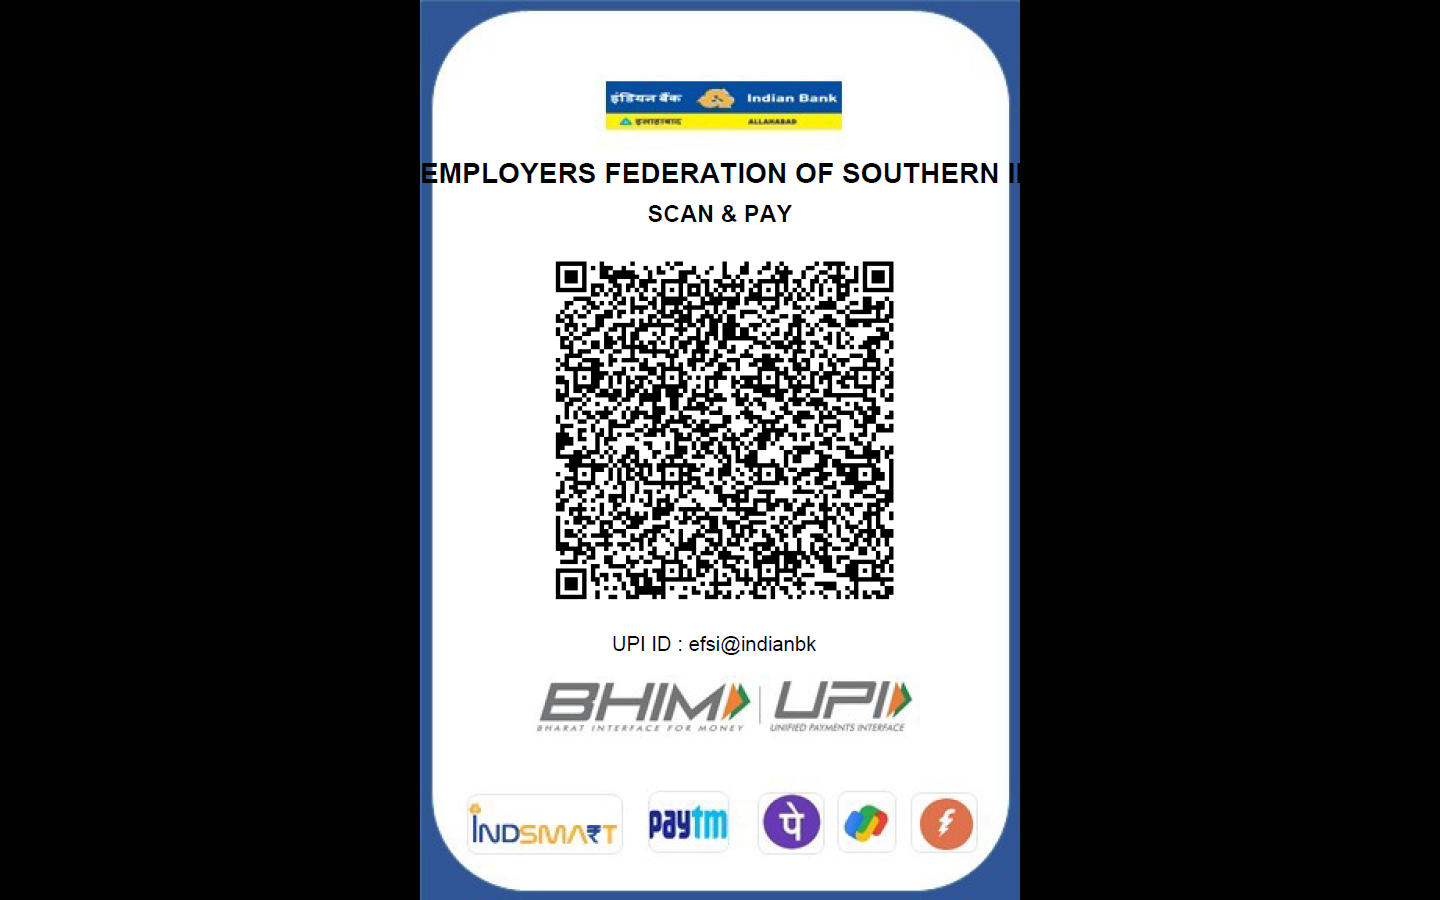 इंडियन बैंक Indian Bank
इलाहाबाद ALLAHABAD
EMPLOYERS FEDERATION OF SOUTHERN I
SCAN & PAY
UPI ID : efsi@indianbk
BHIM UPI
BHARAT INTERFACE FOR MONEY UNIFIED PAYMENTS INTERFACE
INDSMA₹T paytm पे